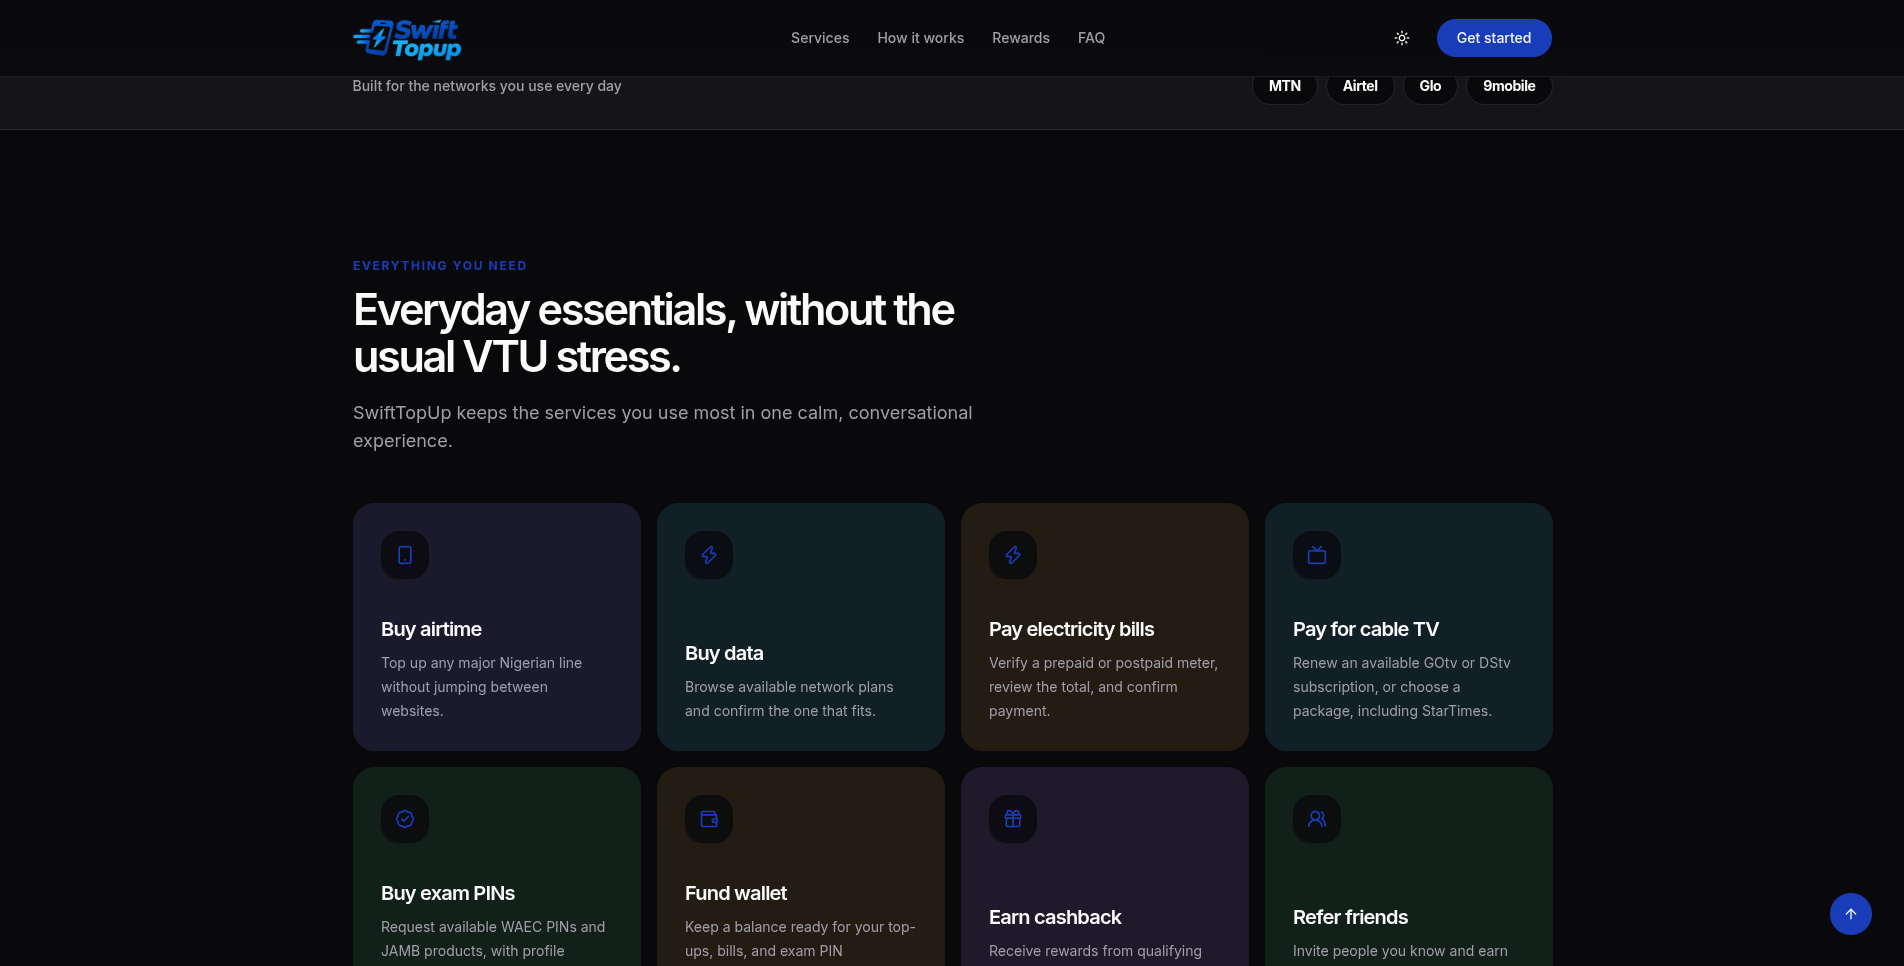 Swift
Topup
Services
How it works
Rewards
FAQ
Get started
Built for the networks you use every day
MTN
Airtel
Glo
9mobile
EVERYTHING YOU NEED
Everyday essentials, without the
usual VTU stress.
SwiftTopUp keeps the services you use most in one calm, conversational
experience.
Buy airtime
Top up any major Nigerian line
without jumping between
websites.
Buy data
Browse available network plans
and confirm the one that fits.
Pay electricity bills
Verify a prepaid or postpaid meter,
review the total, and confirm
payment.
Pay for cable TV
Renew an available GOtv or DStv
subscription, or choose a
package, including StarTimes.
Buy exam PINs
Request available WAEC PINs and
JAMB products, with profile
Fund wallet
Keep a balance ready for your top-
ups, bills, and exam PIN
Earn cashback
Receive rewards from qualifying
Refer friends
Invite people you know and earn